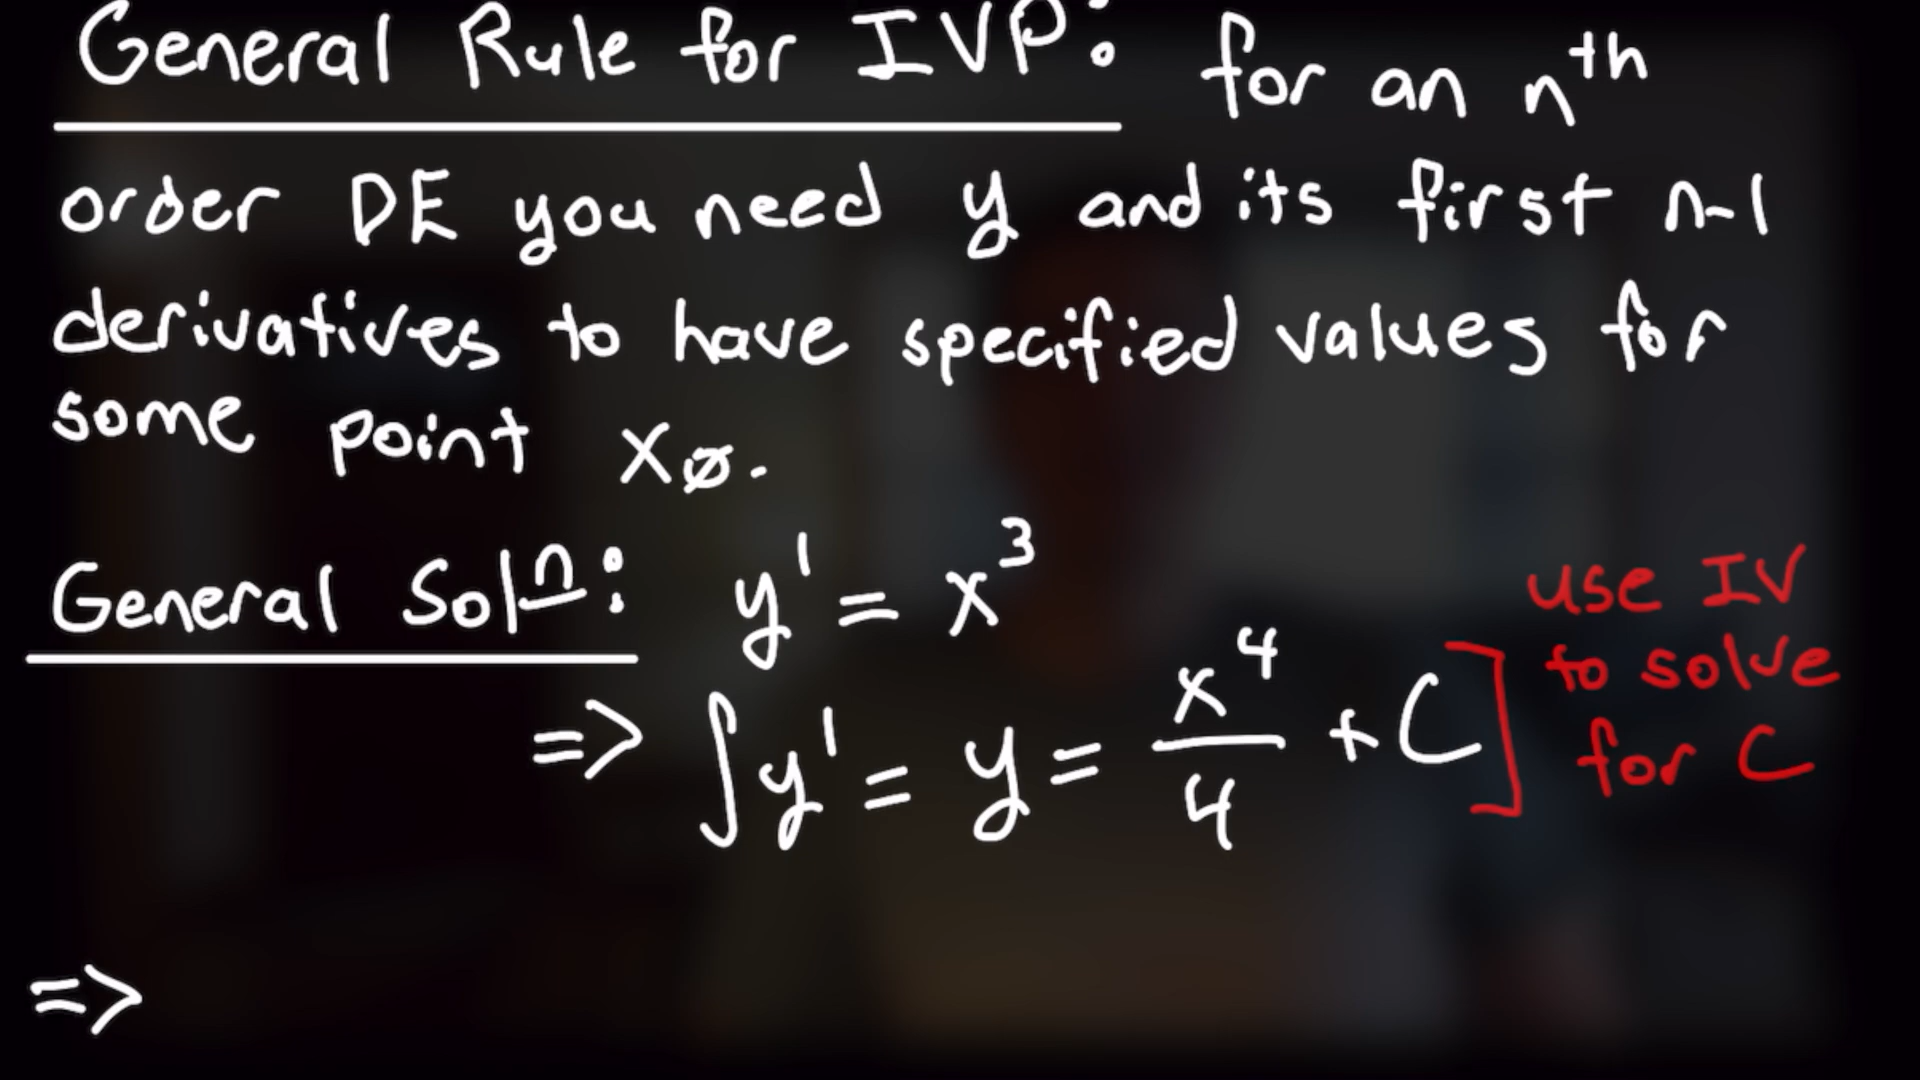 General Rule for IVP: for an nᵗʰ
order DE you need y and its first n-1
derivatives to have specified values for
some point x∅.
General Solⁿ: y' = x³
=> ∫y' = y = x⁴/4 + C] use IV
to solve
for C
=>